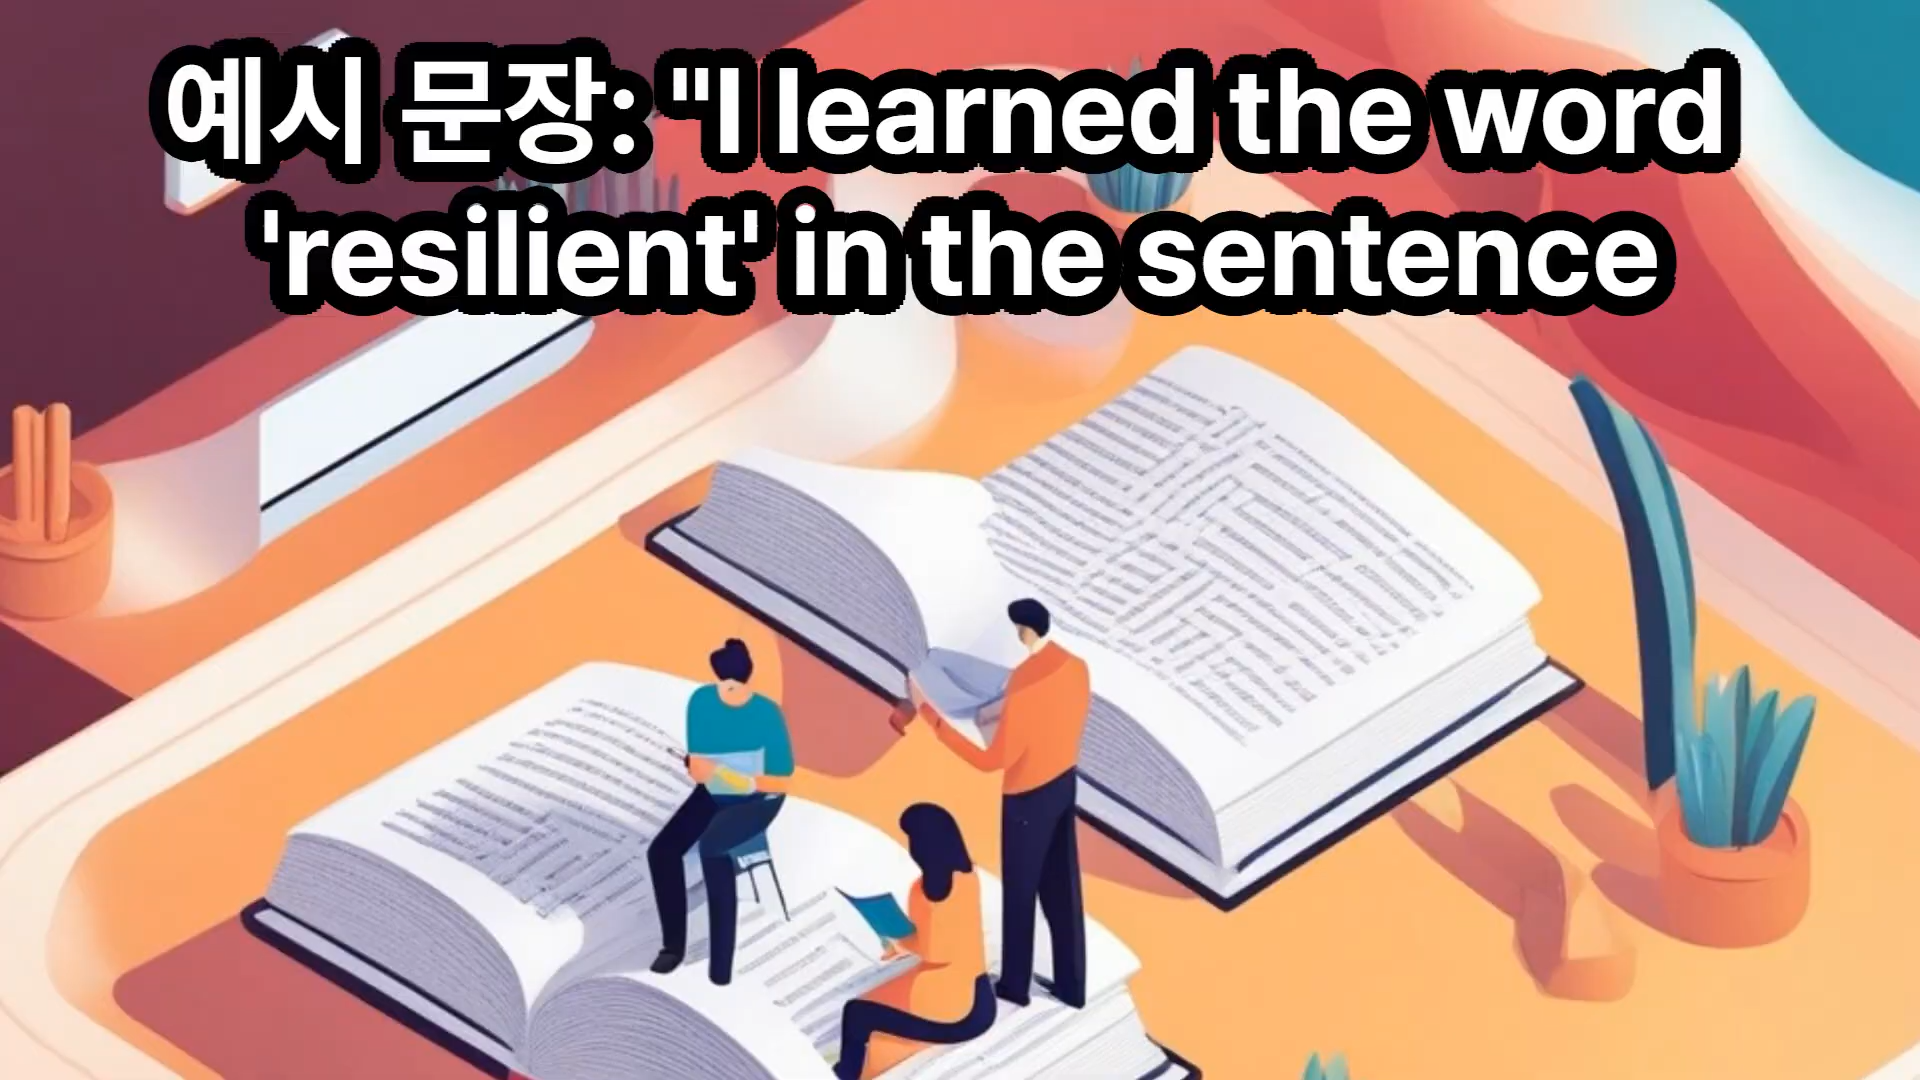 예시 문장: "I learned the word
'resilient' in the sentence